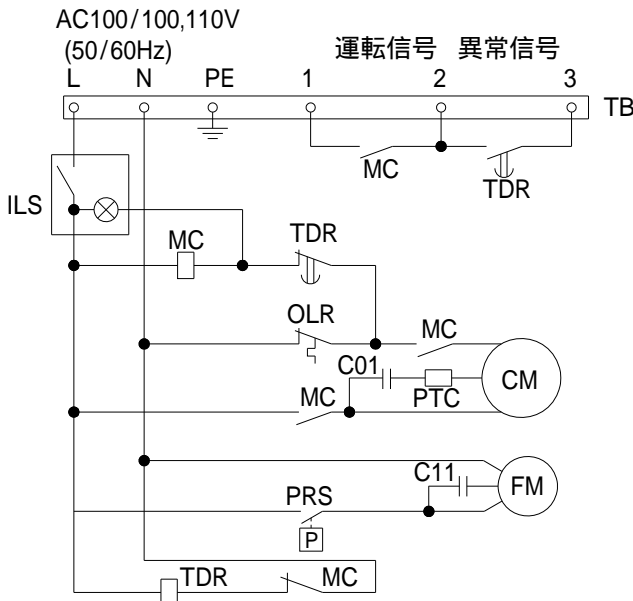 AC100/100,110V
(50/60Hz)
運転信号 異常信号
L N PE 1 2 3
TB
MC
TDR
ILS
MC
TDR
OLR
MC
C01
PTC
CM
MC
C11
FM
PRS
P
TDR
MC